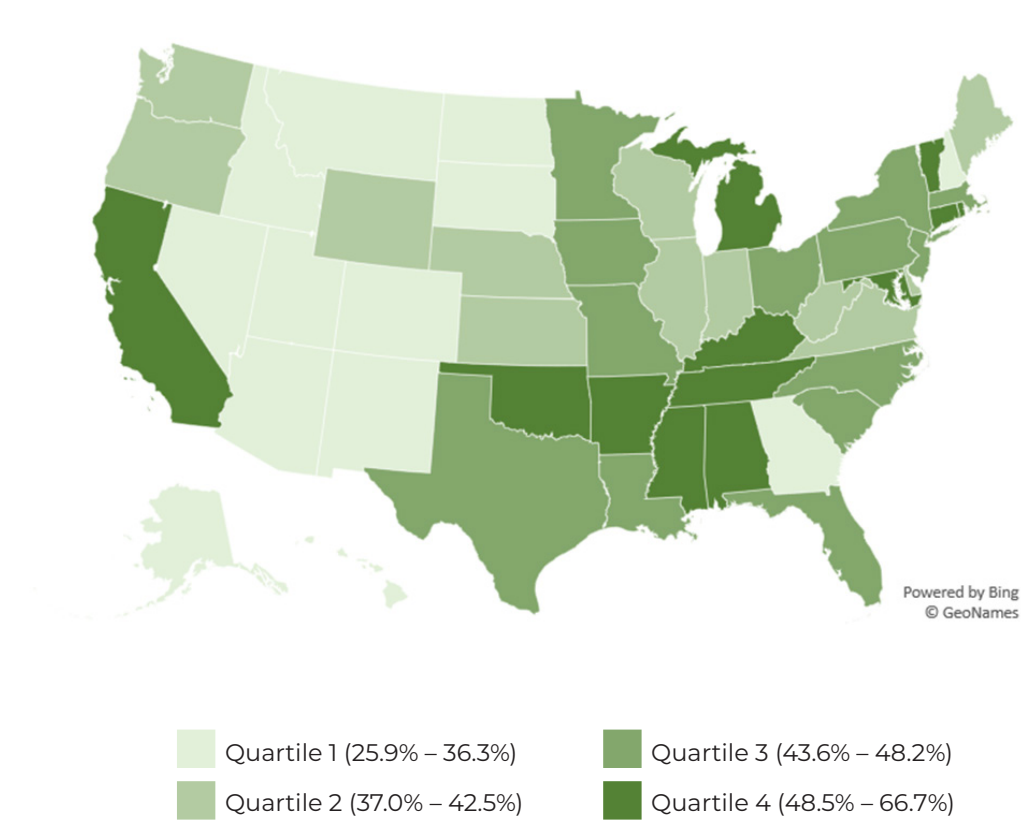 Powered by Bing
© GeoNames
Quartile 1 (25.9% – 36.3%)
Quartile 3 (43.6% – 48.2%)
Quartile 2 (37.0% – 42.5%)
Quartile 4 (48.5% – 66.7%)